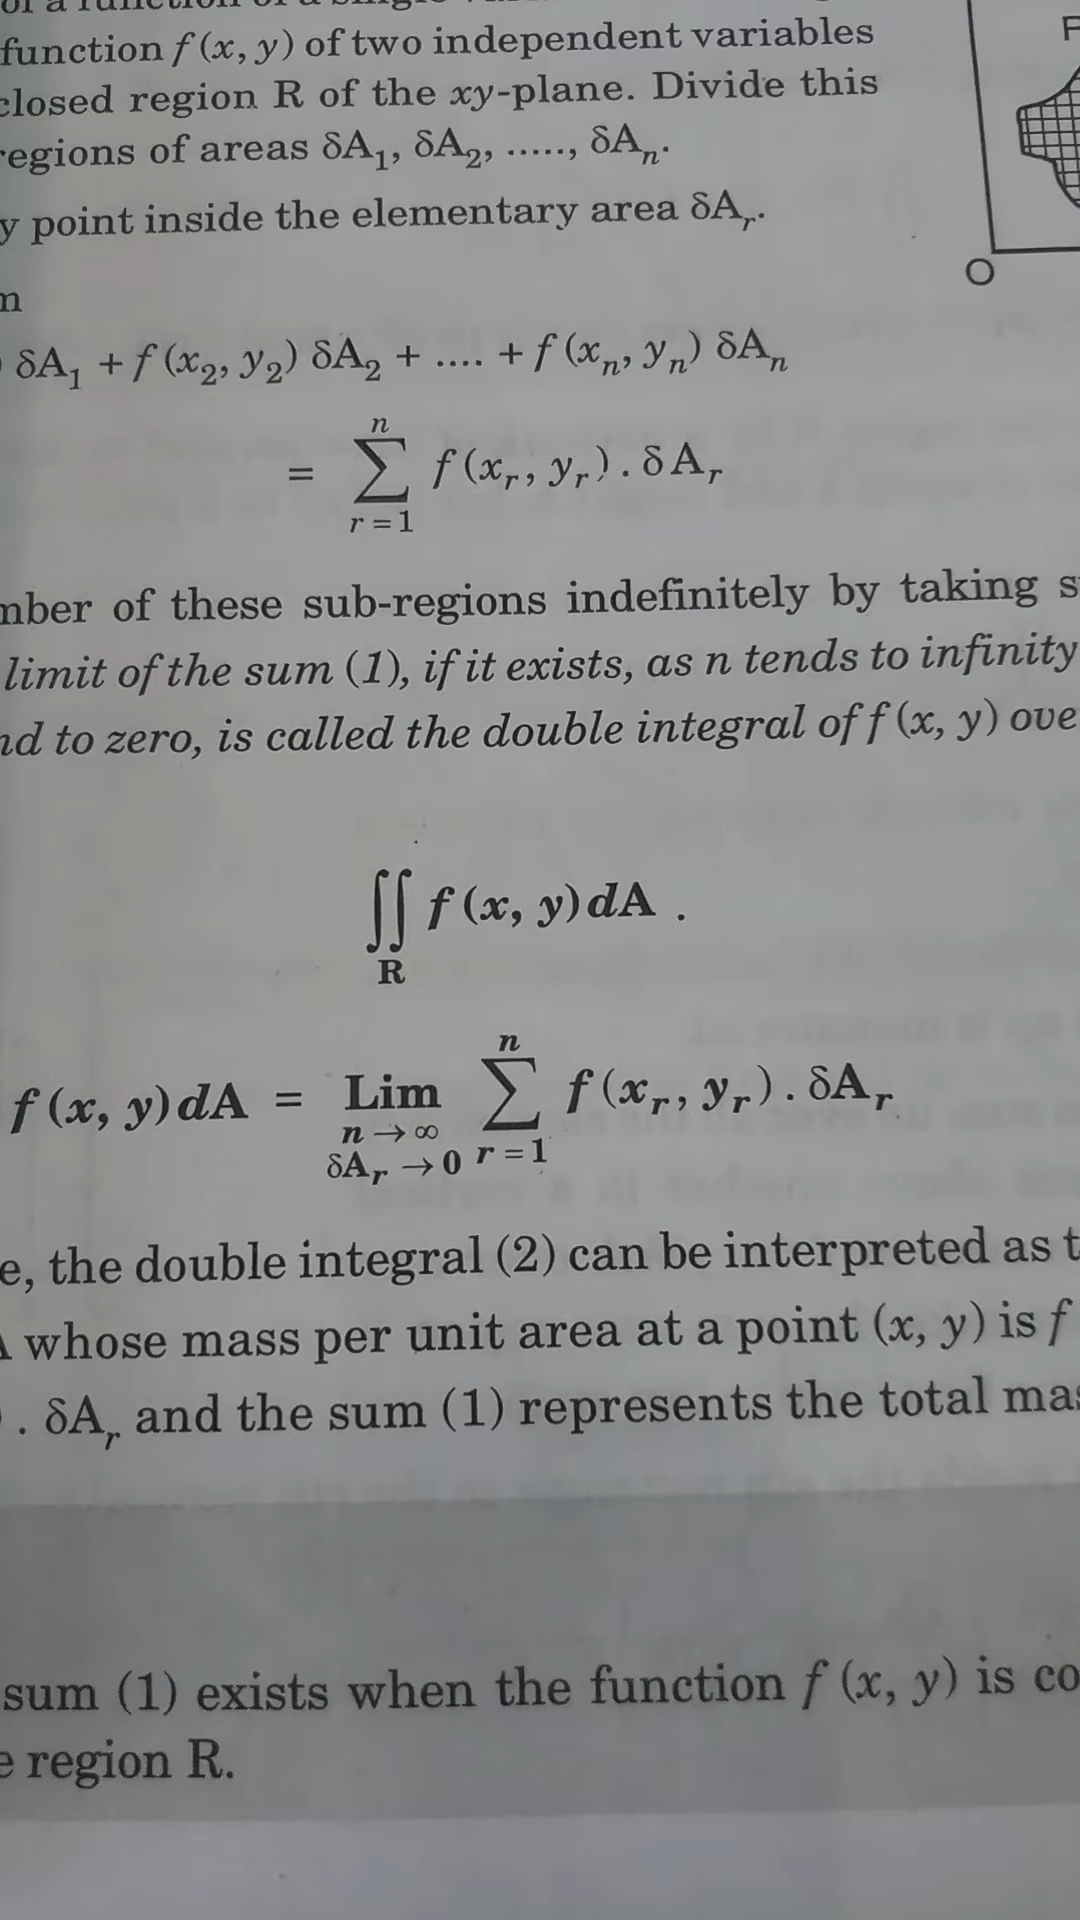 function f (x, y) of two independent variables
closed region R of the xy-plane. Divide this
regions of areas δA₁, δA₂, ....., δAₙ.
y point inside the elementary area δAᵣ.
O
δA₁ + f (x₂, y₂) δA₂ + .... + f (xₙ, yₙ) δAₙ
n
= ∑ f (xᵣ, yᵣ) . δAᵣ
r = 1
mber of these sub-regions indefinitely by taking s
limit of the sum (1), if it exists, as n tends to infinity
nd to zero, is called the double integral of f (x, y) ove
∬ f (x, y) dA .
R
n
f (x, y) dA = Lim ∑ f (xᵣ, yᵣ) . δAᵣ
n → ∞
δAᵣ → 0 r = 1
e, the double integral (2) can be interpreted as t
A whose mass per unit area at a point (x, y) is f
. δAᵣ and the sum (1) represents the total mas
sum (1) exists when the function f (x, y) is co
e region R.